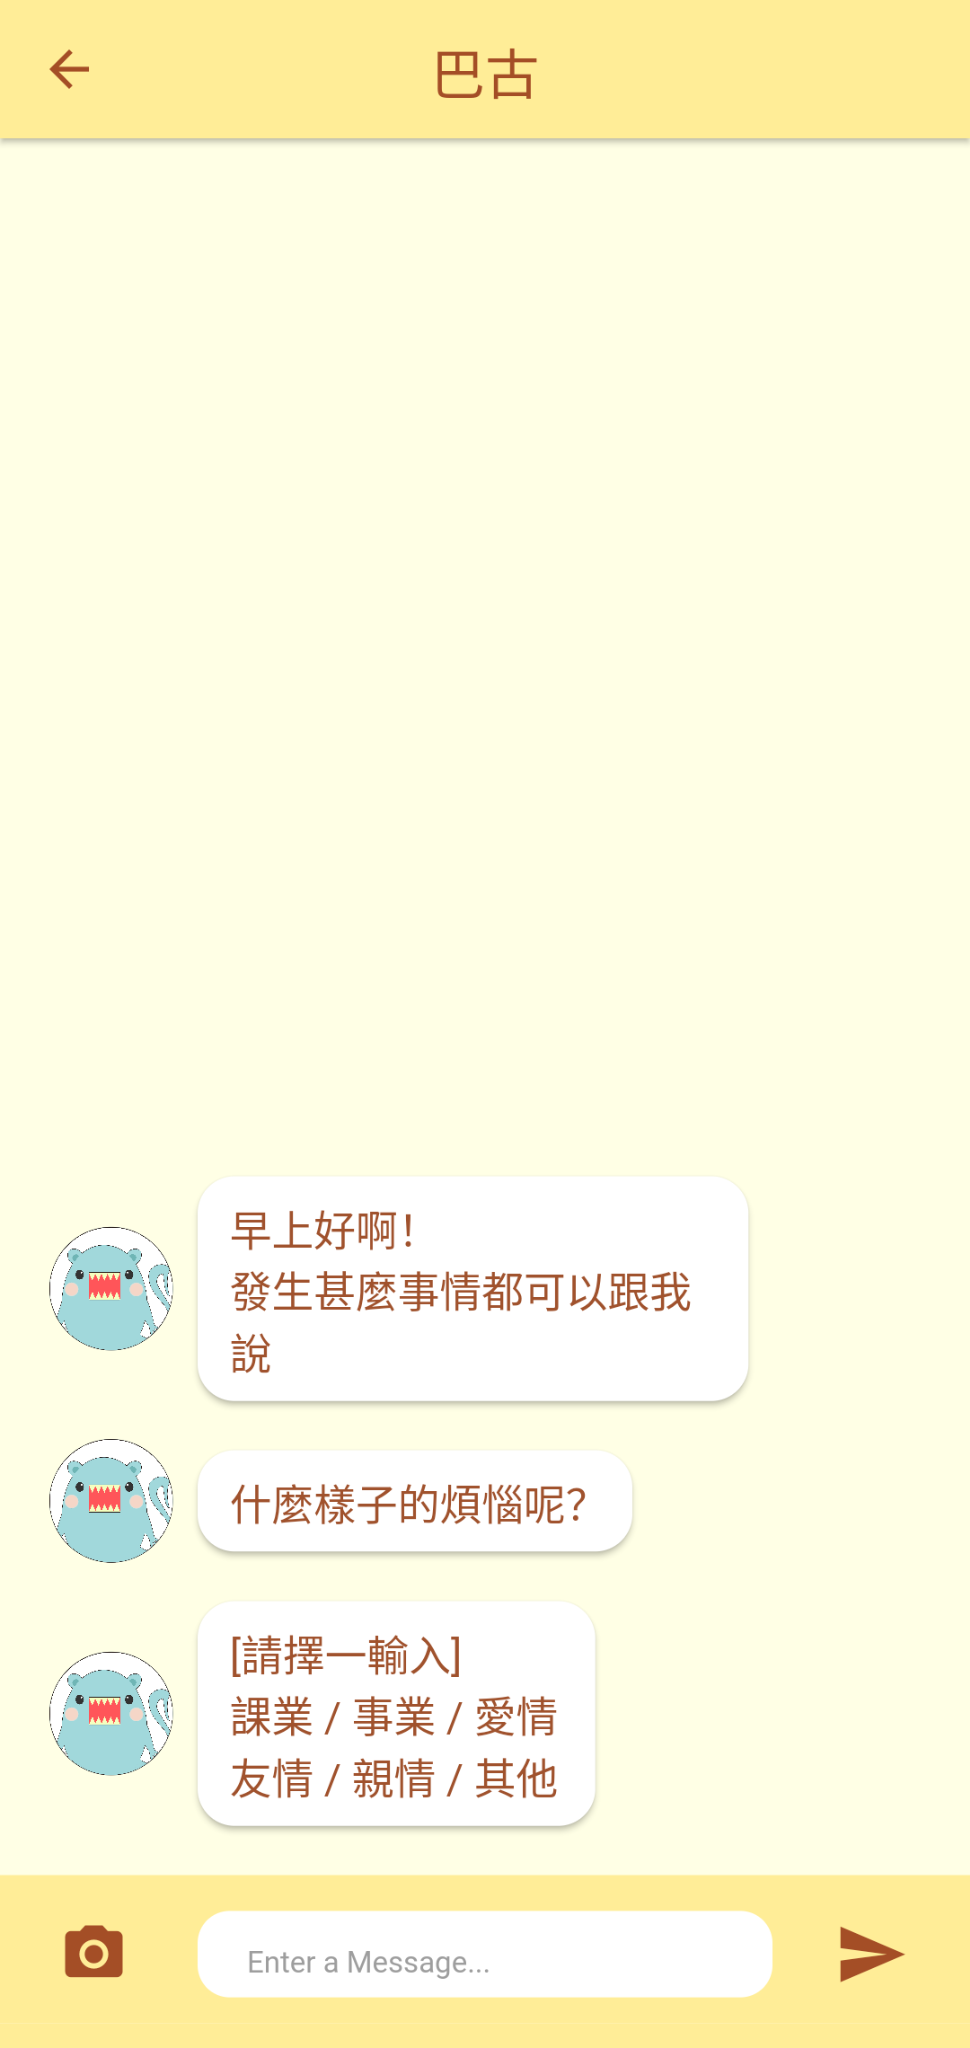 巴古
早上好啊！
發生甚麼事情都可以跟我
說
什麼樣子的煩惱呢？
[請擇一輸入]
課業 / 事業 / 愛情
友情 / 親情 / 其他
Enter a Message...